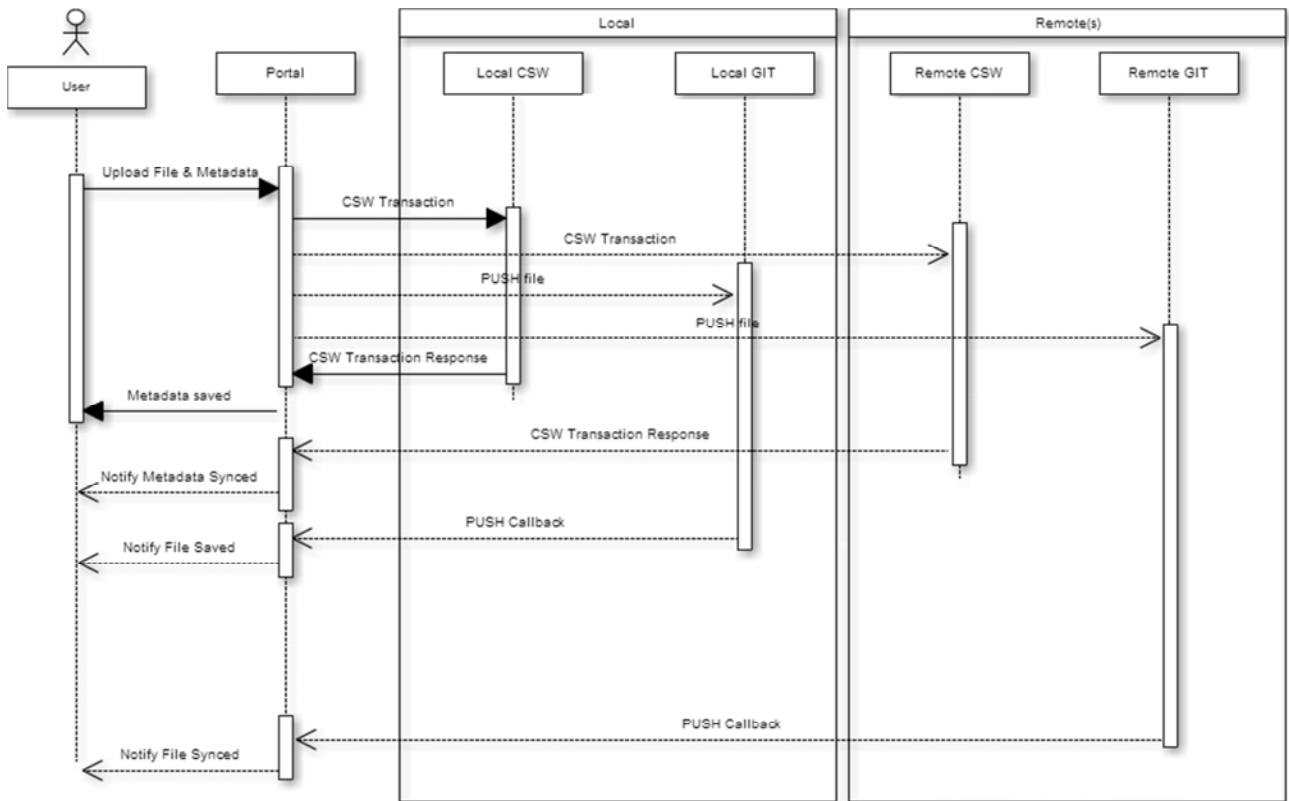 Local
Remote(s)
User
Portal
Local CSW
Local GIT
Remote CSW
Remote GIT
Upload File & Metadata
CSW Transaction
CSW Transaction
PUSH file
PUSH file
CSW Transaction Response
Metadata saved
CSW Transaction Response
Notify Metadata Synced
PUSH Callback
Notify File Saved
PUSH Callback
Notify File Synced